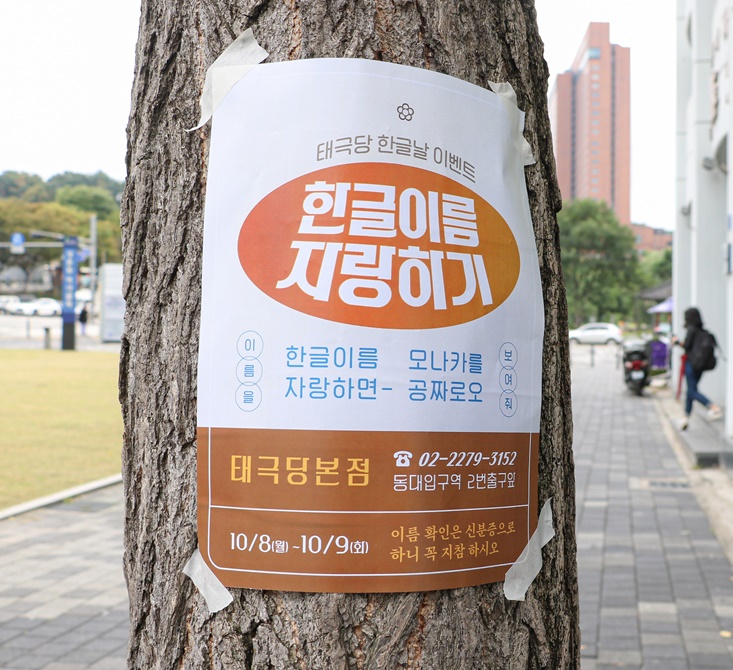 태극당 한글날 이벤트
한글이름
자랑하기
이름을
한글이름 모나카를
자랑하면- 공짜로오
보여줘
태극당본점
☎ 02-2279-3152
동대입구역 2번출구앞
10/8(월) ~10/9(회)
이름 확인은 신분증으로
하니 꼭 지참 하시오